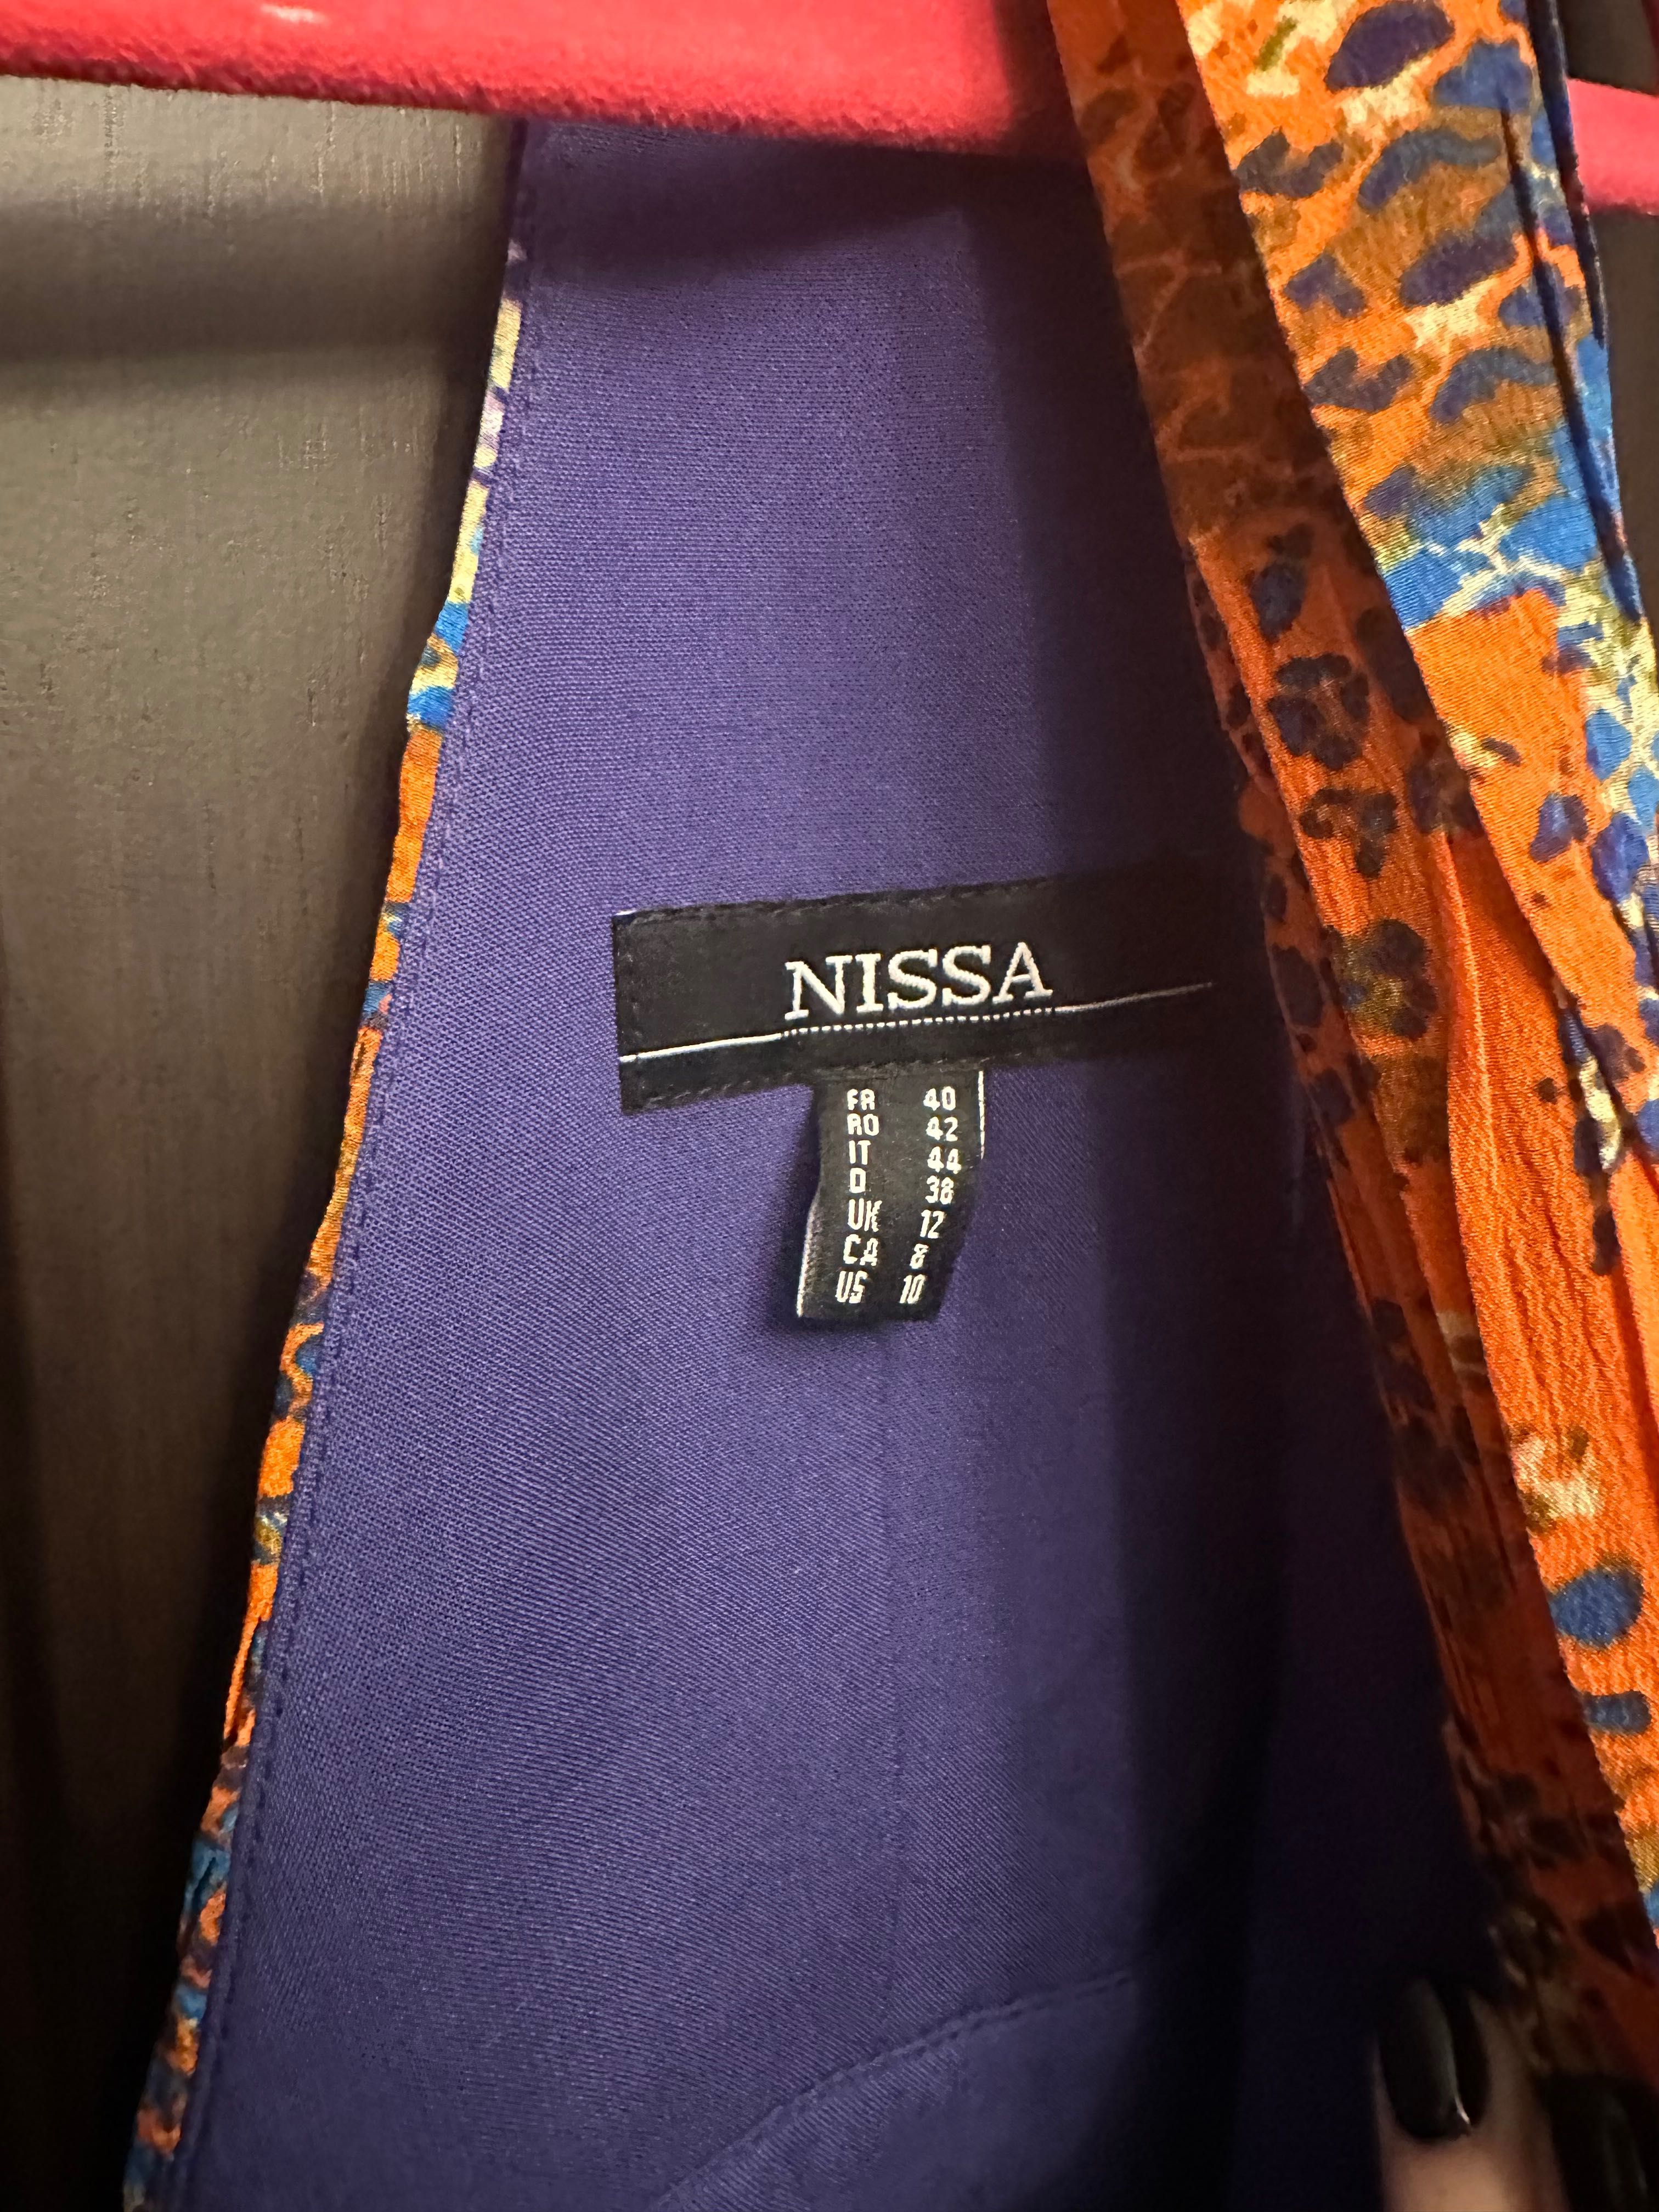 NISSA
FR 40
RO 42
IT 44
D 38
UK 12
CA 8
US 10